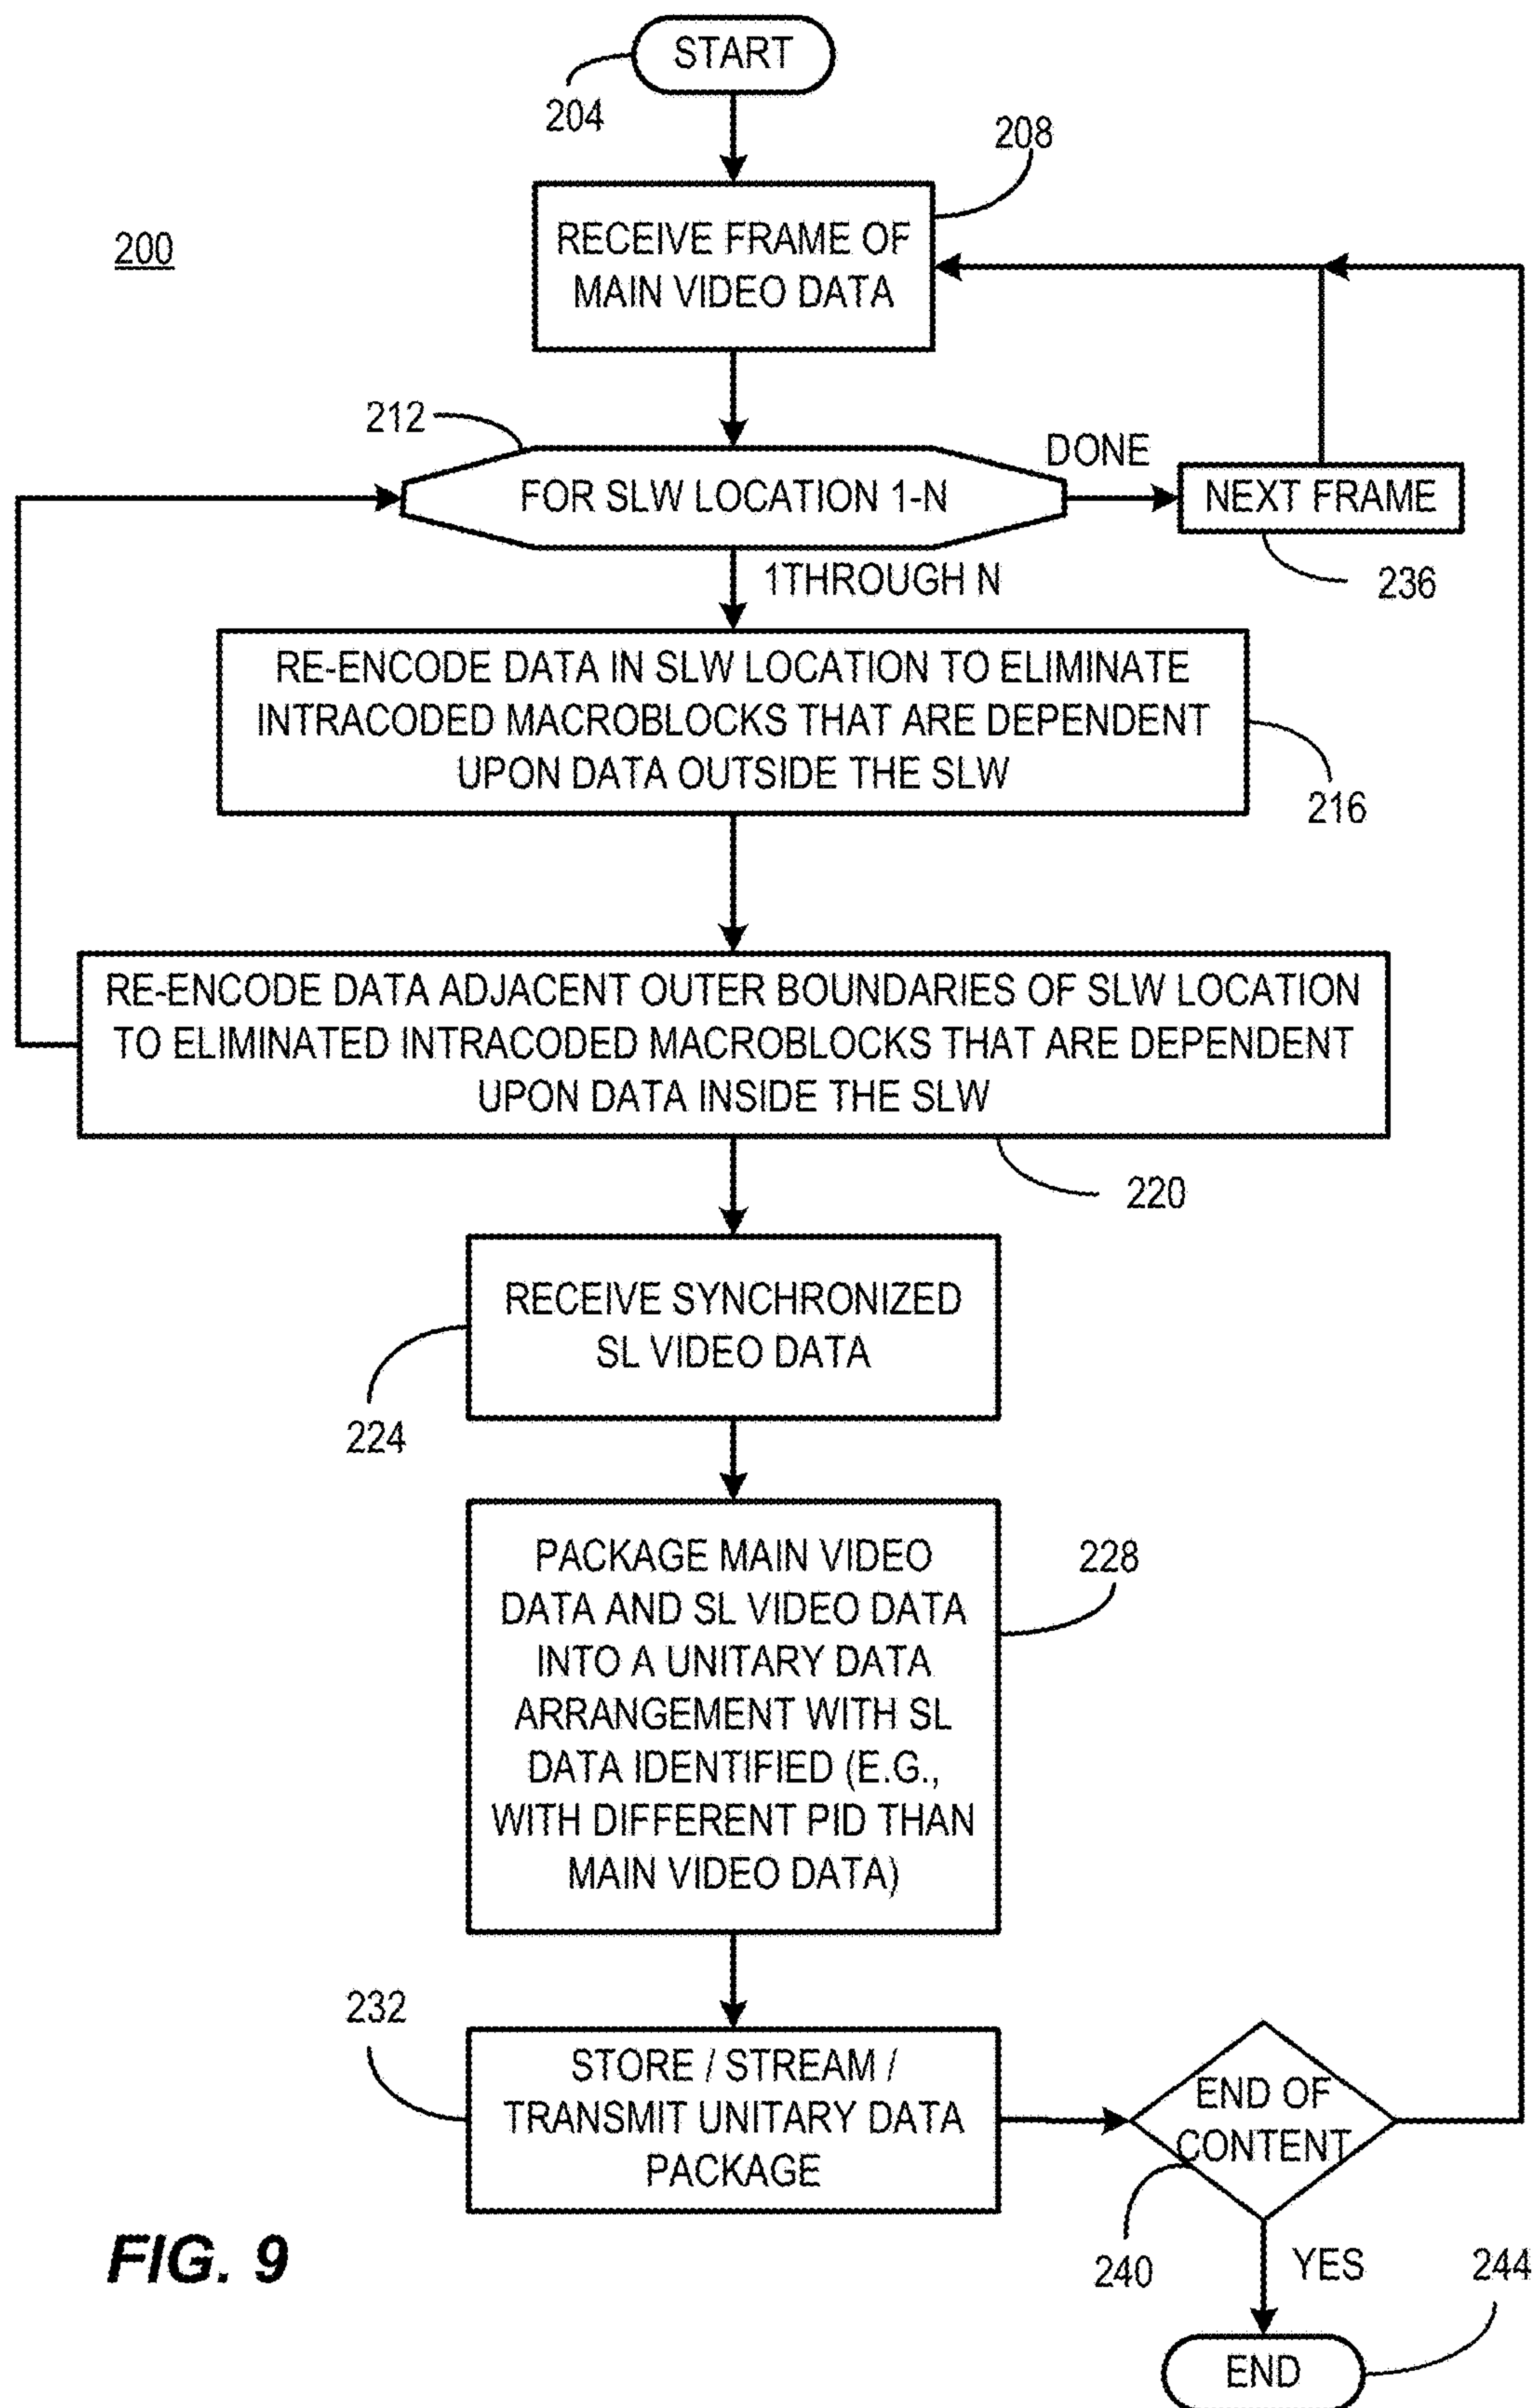 START
204
208
200
RECEIVE FRAME OF
MAIN VIDEO DATA
212
FOR SLW LOCATION 1-N
DONE
NEXT FRAME
236
1THROUGH N
RE-ENCODE DATA IN SLW LOCATION TO ELIMINATE
INTRACODED MACROBLOCKS THAT ARE DEPENDENT
UPON DATA OUTSIDE THE SLW
216
RE-ENCODE DATA ADJACENT OUTER BOUNDARIES OF SLW LOCATION
TO ELIMINATED INTRACODED MACROBLOCKS THAT ARE DEPENDENT
UPON DATA INSIDE THE SLW
220
RECEIVE SYNCHRONIZED
SL VIDEO DATA
224
PACKAGE MAIN VIDEO
DATA AND SL VIDEO DATA
INTO A UNITARY DATA
ARRANGEMENT WITH SL
DATA IDENTIFIED (E.G.,
WITH DIFFERENT PID THAN
MAIN VIDEO DATA)
228
232
STORE / STREAM /
TRANSMIT UNITARY DATA
PACKAGE
END OF
CONTENT
240
YES
244
END
FIG. 9